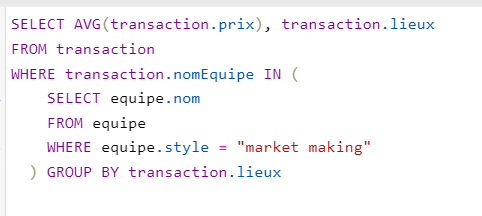 SELECT AVG(transaction.prix), transaction.lieux
FROM transaction
WHERE transaction.nomEquipe IN (
    SELECT equipe.nom
    FROM equipe
    WHERE equipe.style = "market making"
  ) GROUP BY transaction.lieux